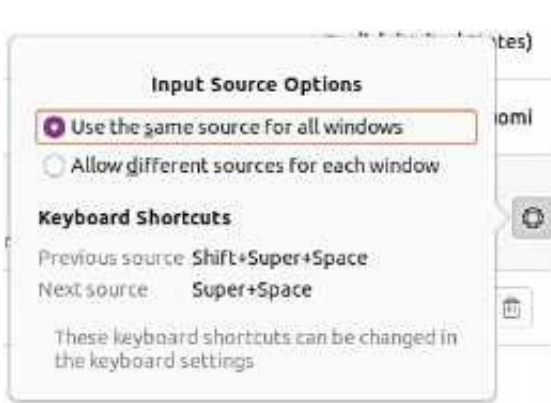 tes)
Input Source Options
Use the same source for all windows
omi
Allow different sources for each window
Keyboard Shortcuts
Previous source Shift+Super+Space
Next source Super+Space
These keyboard shortcuts can be changed in
the keyboard settings